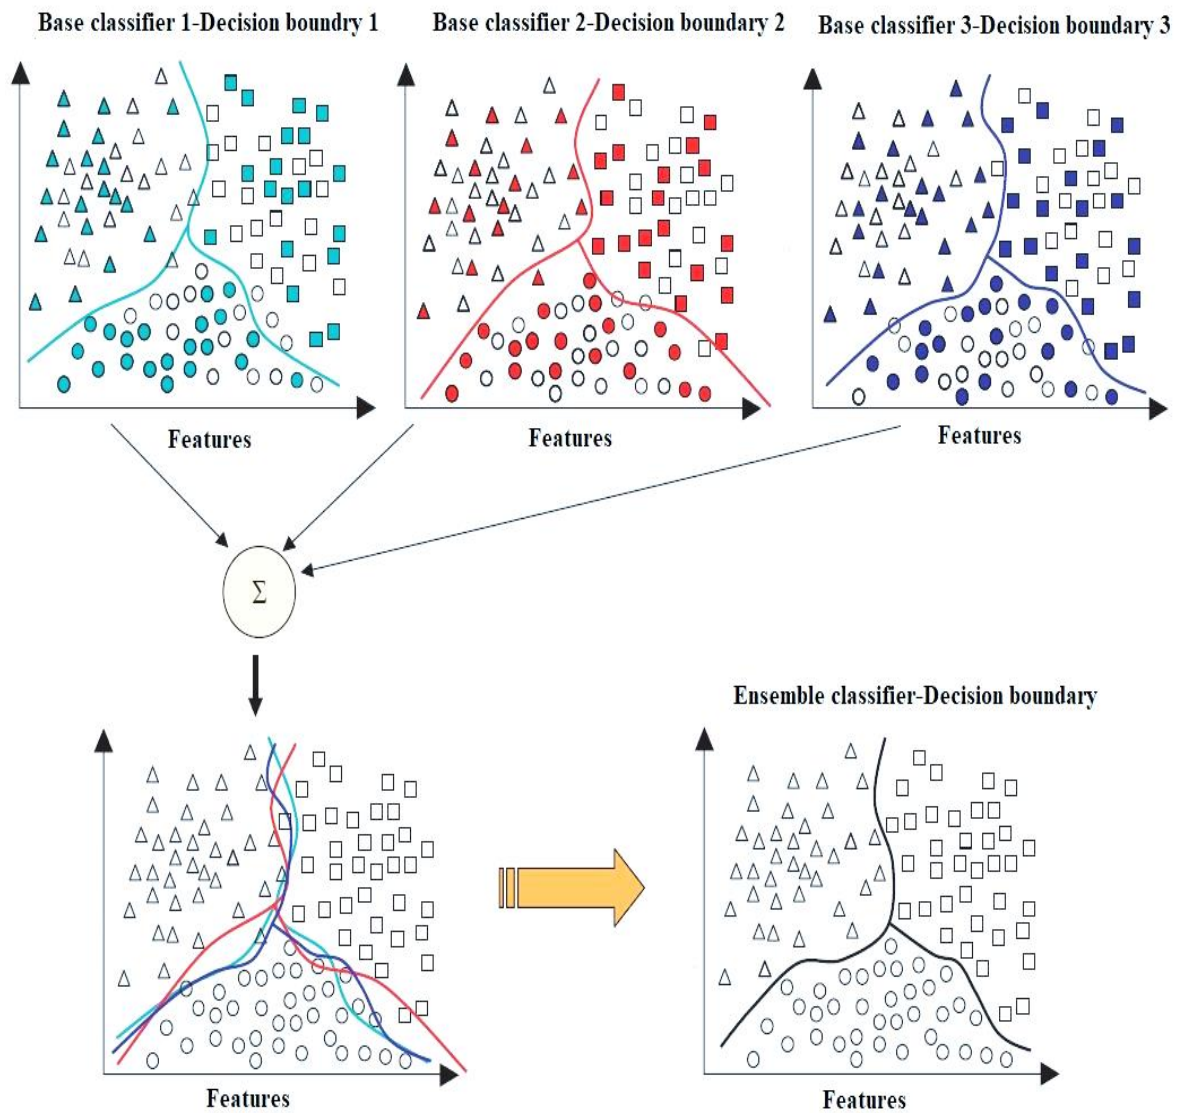 Base classifier 1-Decision boundry 1
Base classifier 2-Decision boundary 2
Base classifier 3-Decision boundary 3
Features
Features
Features
Σ
Ensemble classifier-Decision boundary
Features
Features